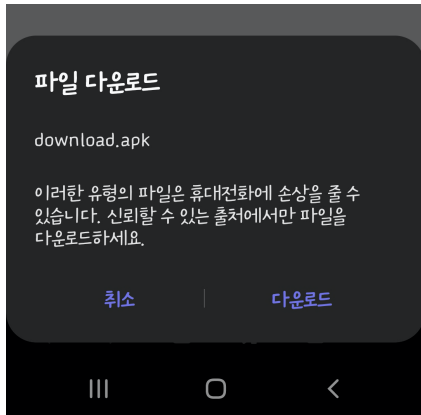 파일 다운로드
download.apk
이러한 유형의 파일은 휴대전화에 손상을 줄 수
있습니다. 신뢰할 수 있는 출처에서만 파일을
다운로드하세요.
취소
다운로드